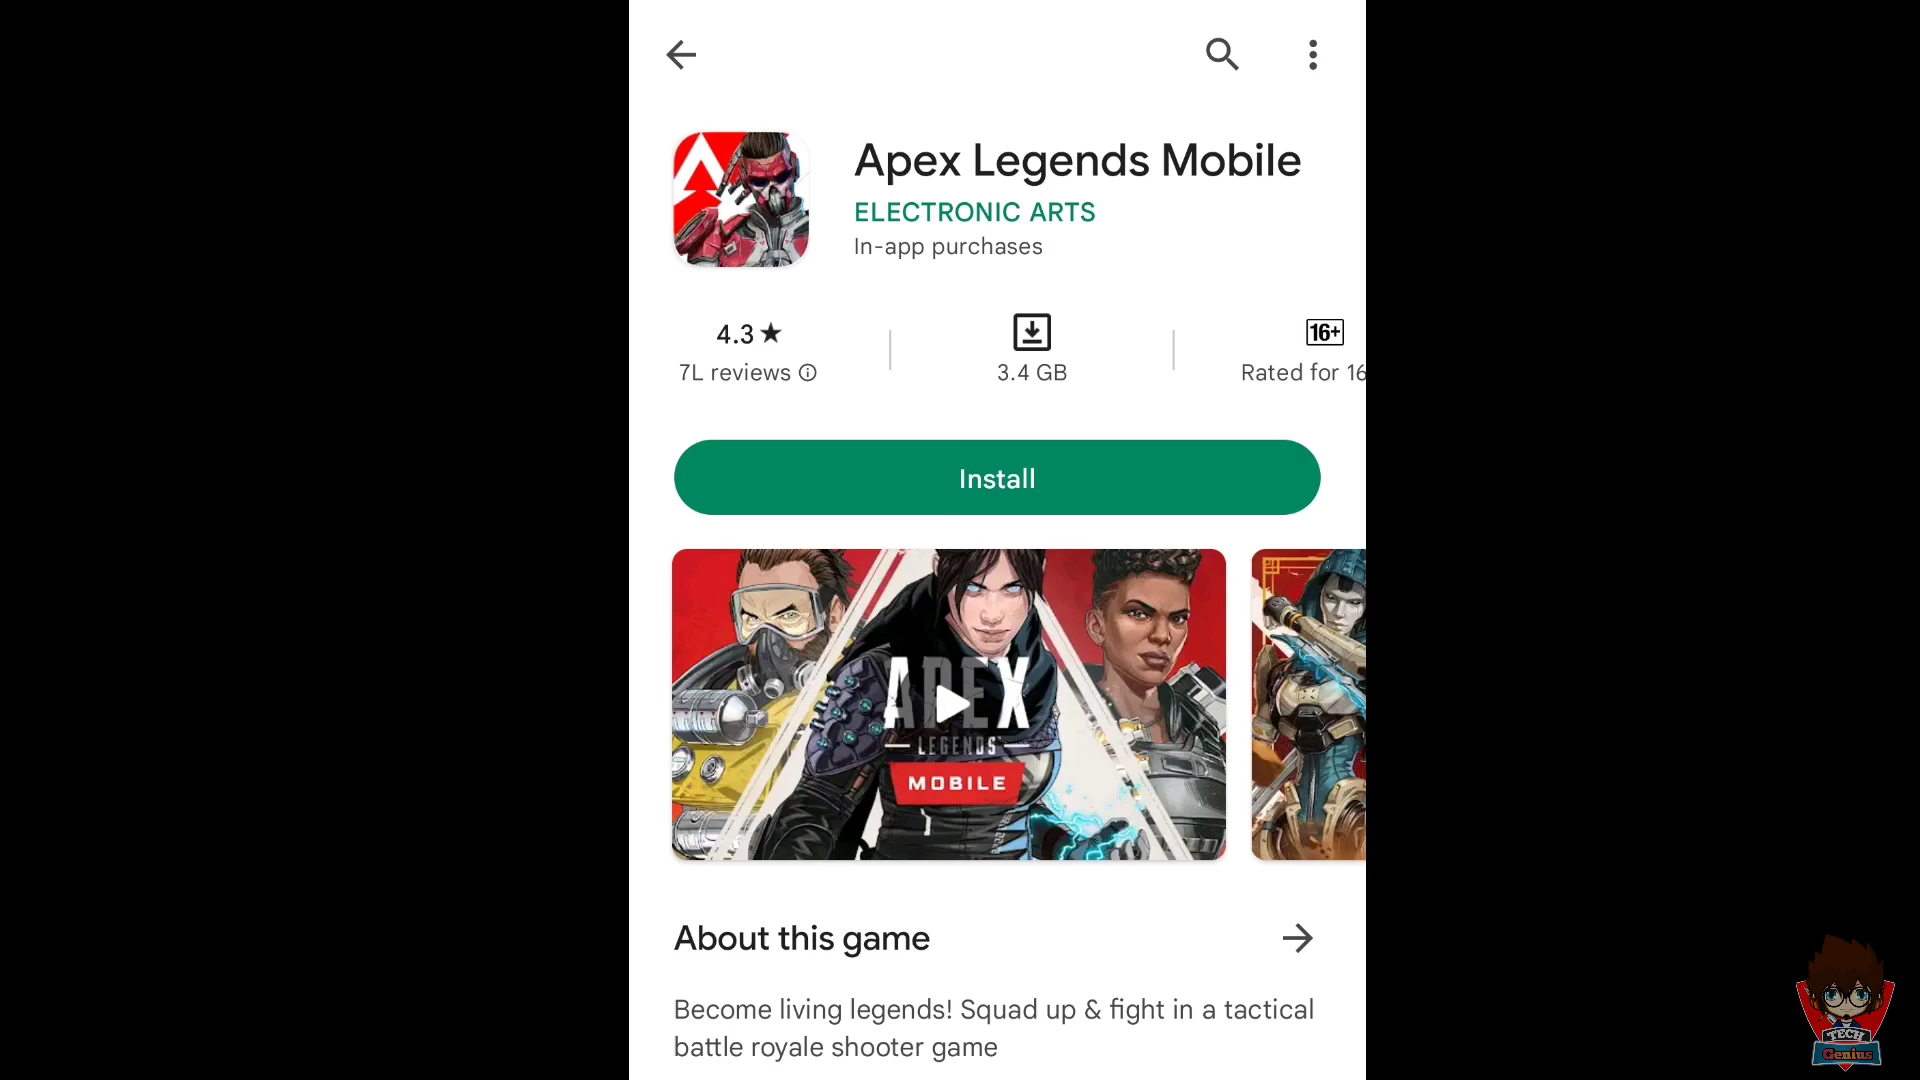 Apex Legends Mobile
ELECTRONIC ARTS
In-app purchases
4.3★
7L reviews
3.4 GB
16+
Rated for 16
Install
APEX
LEGENDS
MOBILE
About this game
Become living legends! Squad up & fight in a tactical
battle royale shooter game
TECH
Genius